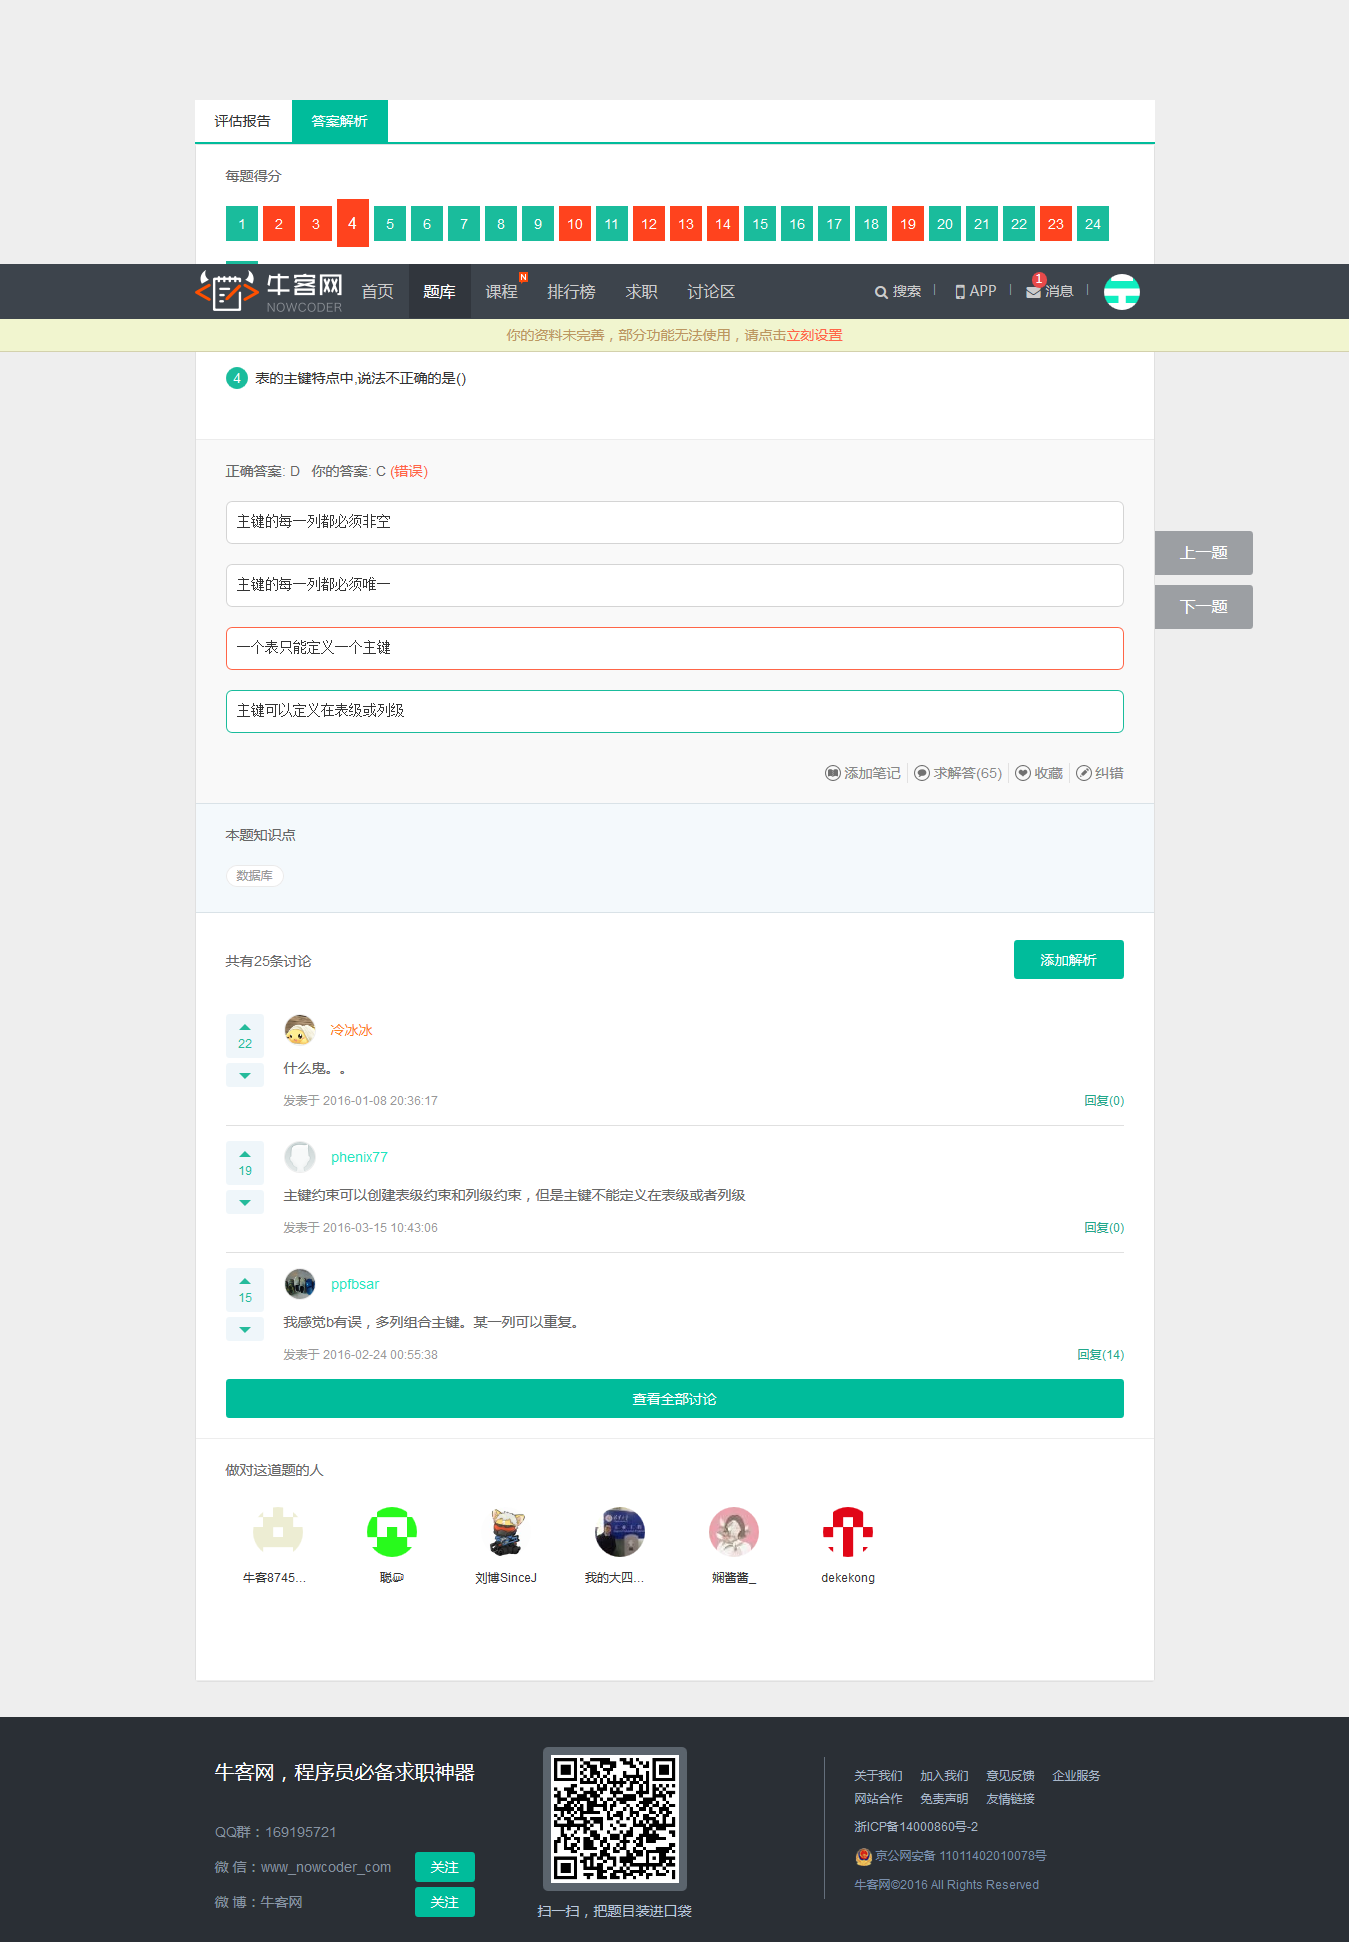 评估报告 答案解析
每题得分
1 2 3 4 5 6 7 8 9 10 11 12 13 14 15 16 17 18 19 20 21 22 23 24
牛客网 NOWCODER 首页 题库 课程 N 排行榜 求职 讨论区 搜索 APP 1 消息
你的资料未完善，部分功能无法使用，请点击立刻设置
4 表的主键特点中,说法不正确的是()
正确答案: D 你的答案: C (错误)
主键的每一列都必须非空
上一题
主键的每一列都必须唯一
下一题
一个表只能定义一个主键
主键可以定义在表级或列级
添加笔记 求解答(65) 收藏 纠错
本题知识点
数据库
共有25条讨论 添加解析
22 冷冰冰
什么鬼。。
发表于 2016-01-08 20:36:17 回复(0)
19 phenix77
主键约束可以创建表级约束和列级约束，但是主键不能定义在表级或者列级
发表于 2016-03-15 10:43:06 回复(0)
15 ppfbsar
我感觉b有误，多列组合主键。某一列可以重复。
发表于 2016-02-24 00:55:38 回复(14)
查看全部讨论
做对这道题的人
牛客8745... 聪 刘博SinceJ 我的大四... 娴酱酱_ dekekong
牛客网，程序员必备求职神器
QQ群：169195721
微 信：www_nowcoder_com 关注
微 博：牛客网 关注
扫一扫，把题目装进口袋
关于我们 加入我们 意见反馈 企业服务
网站合作 免责声明 友情链接
浙ICP备14000860号-2
京公网安备 11011402010078号
牛客网©2016 All Rights Reserved